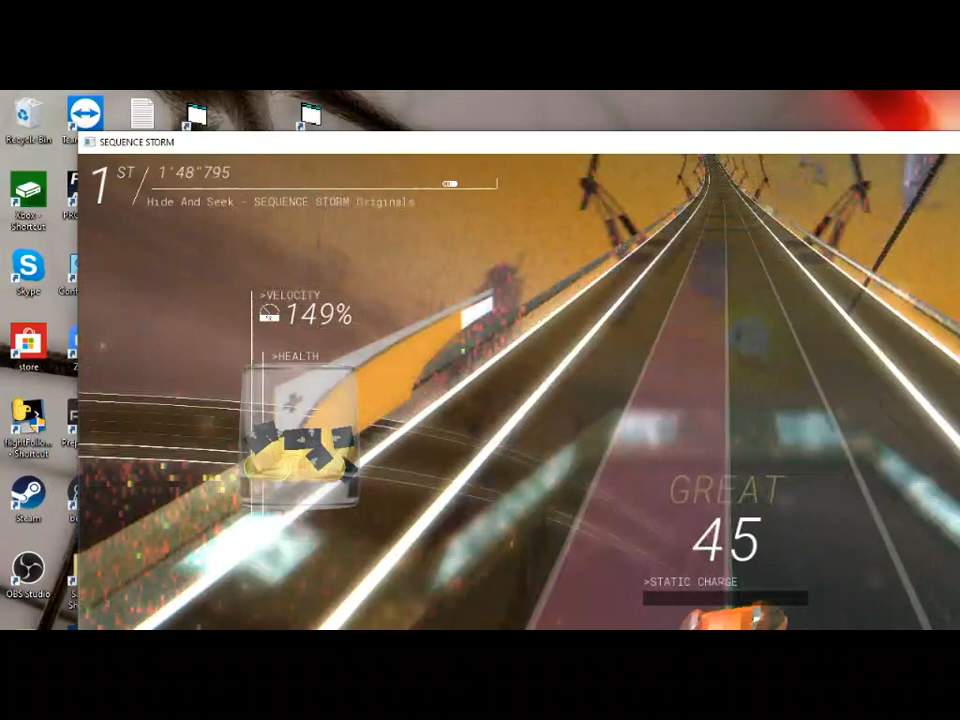 Recycle Bin
SEQUENCE STORM
1 ST / 1'48"795
Hide And Seek - SEQUENCE STORM Originals
Xbox -
Shortcut
Skype
>VELOCITY
149%
>HEALTH
store
- Shortcut
Steam
GREAT
45
OBS Studio
>STATIC CHARGE